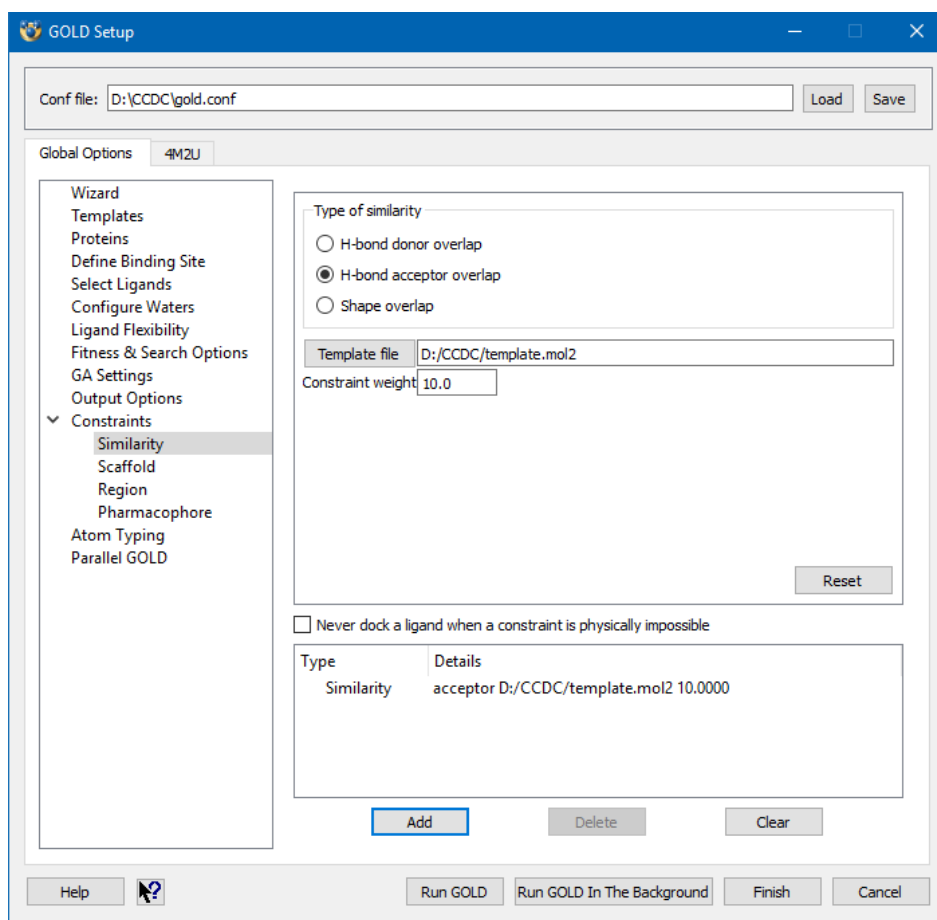 GOLD Setup
Conf file: D:\CCDC\gold.conf Load Save
Global Options 4M2U
Wizard
Templates
Proteins
Define Binding Site
Select Ligands
Configure Waters
Ligand Flexibility
Fitness & Search Options
GA Settings
Output Options
Constraints
Similarity
Scaffold
Region
Pharmacophore
Atom Typing
Parallel GOLD
Type of similarity
H-bond donor overlap
H-bond acceptor overlap
Shape overlap
Template file D:/CCDC/template.mol2
Constraint weight 10.0
Reset
Never dock a ligand when a constraint is physically impossible
Type Details
Similarity acceptor D:/CCDC/template.mol2 10.0000
Add Delete Clear
Help ? Run GOLD Run GOLD In The Background Finish Cancel